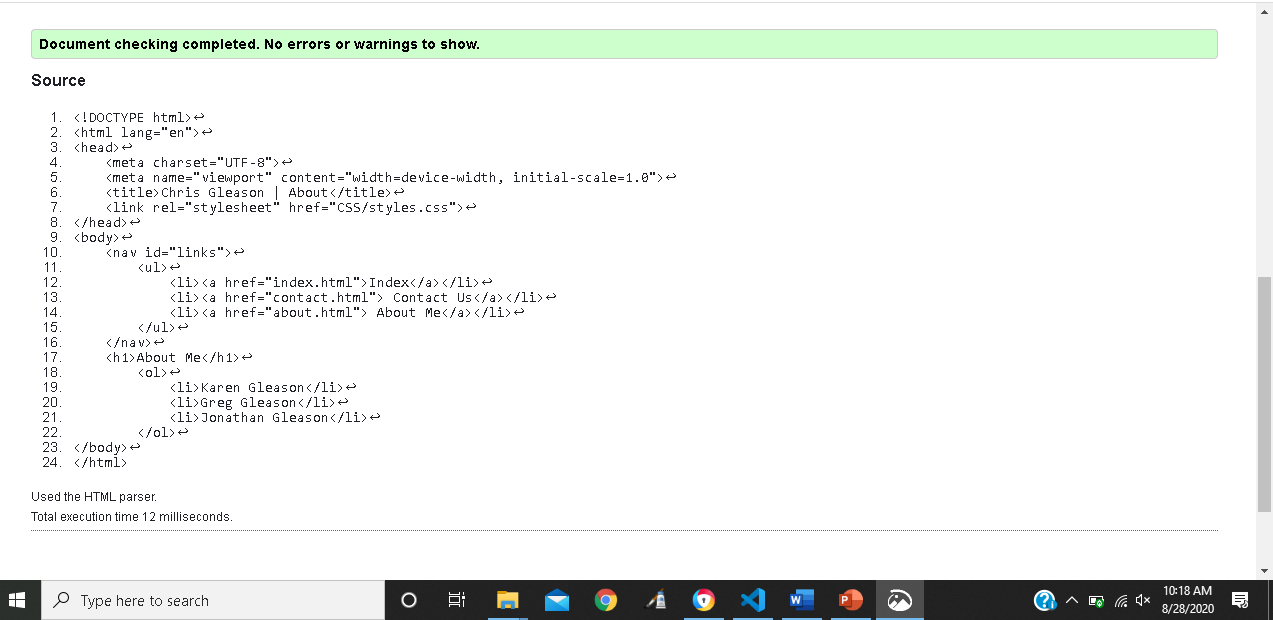 Document checking completed. No errors or warnings to show.
Source
1. <!DOCTYPE html>↩
2. <html lang="en">↩
3. <head>↩
4.     <meta charset="UTF-8">↩
5.     <meta name="viewport" content="width=device-width, initial-scale=1.0">↩
6.     <title>Chris Gleason | About</title>↩
7.     <link rel="stylesheet" href="CSS/styles.css">↩
8. </head>↩
9. <body>↩
10.     <nav id="links">↩
11.         <ul>↩
12.             <li><a href="index.html">Index</a></li>↩
13.             <li><a href="contact.html"> Contact Us</a></li>↩
14.             <li><a href="about.html"> About Me</a></li>↩
15.         </ul>↩
16.     </nav>↩
17.     <h1>About Me</h1>↩
18.         <ol>↩
19.             <li>Karen Gleason</li>↩
20.             <li>Greg Gleason</li>↩
21.             <li>Jonathan Gleason</li>↩
22.         </ol>↩
23. </body>↩
24. </html>
Used the HTML parser.
Total execution time 12 milliseconds.
Type here to search
10:18 AM
8/28/2020